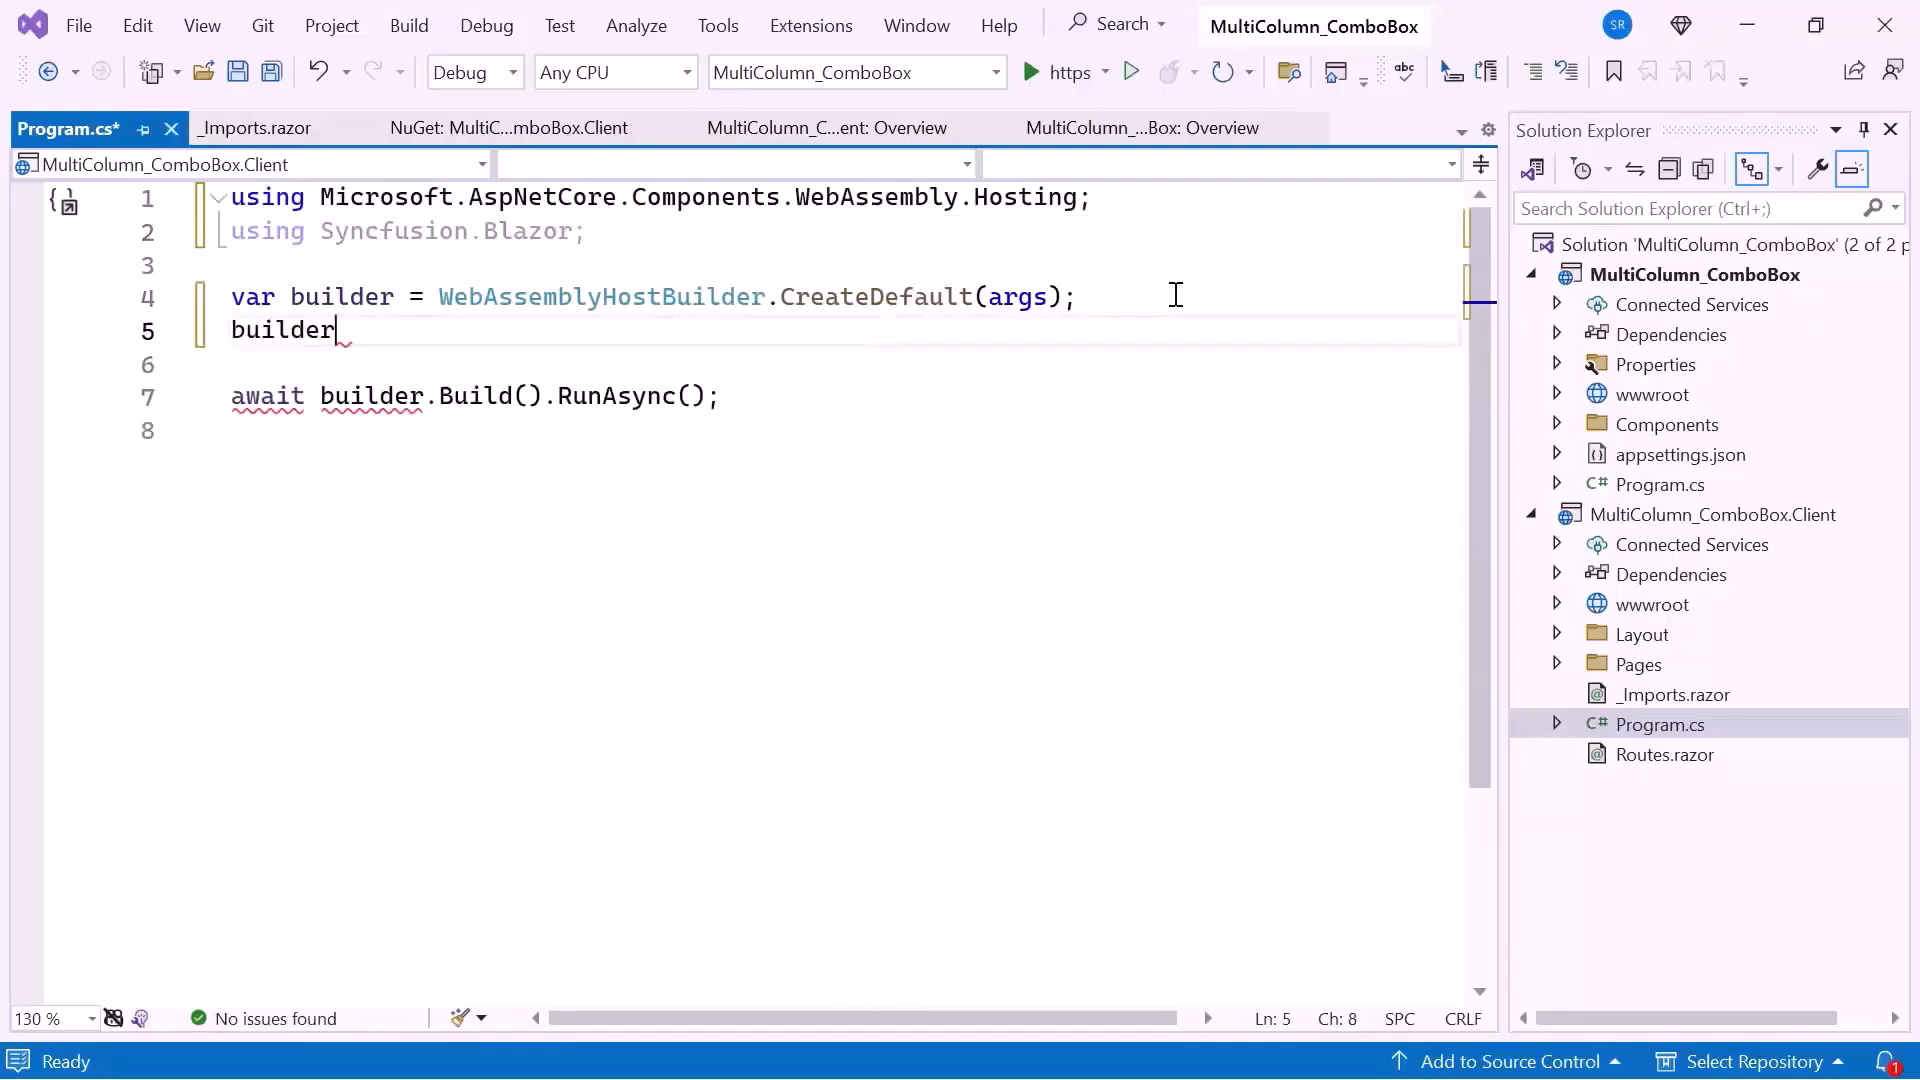 File Edit View Git Project Build Debug Test Analyze Tools Extensions Window Help Search MultiColumn_ComboBox SR
Debug Any CPU MultiColumn_ComboBox https abc
Program.cs* _Imports.razor NuGet: MultiC...mboBox.Client MultiColumn_C...ent: Overview MultiColumn_...Box: Overview
MultiColumn_ComboBox.Client
1 using Microsoft.AspNetCore.Components.WebAssembly.Hosting;
2 using Syncfusion.Blazor;
3
4 var builder = WebAssemblyHostBuilder.CreateDefault(args);
5 builder
6
7 await builder.Build().RunAsync();
8
130 % No issues found Ln: 5 Ch: 8 SPC CRLF
Solution Explorer
Search Solution Explorer (Ctrl+;)
Solution 'MultiColumn_ComboBox' (2 of 2 p
MultiColumn_ComboBox
Connected Services
Dependencies
Properties
wwwroot
Components
appsettings.json
C# Program.cs
MultiColumn_ComboBox.Client
Connected Services
Dependencies
wwwroot
Layout
Pages
_Imports.razor
C# Program.cs
Routes.razor
Ready Add to Source Control Select Repository 1